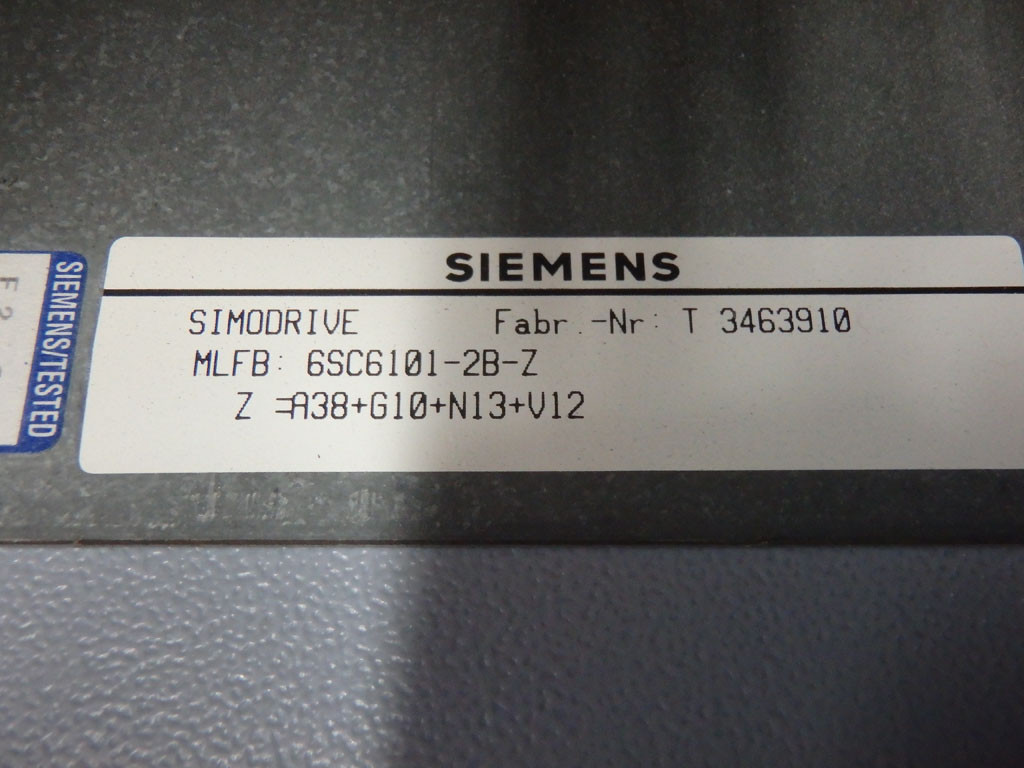 SIEMENS
SIMODRIVE Fabr.-Nr: T 3463910
MLFB: 6SC6101-2B-Z
Z =A38+G10+N13+V12
SIEMENS/TESTED